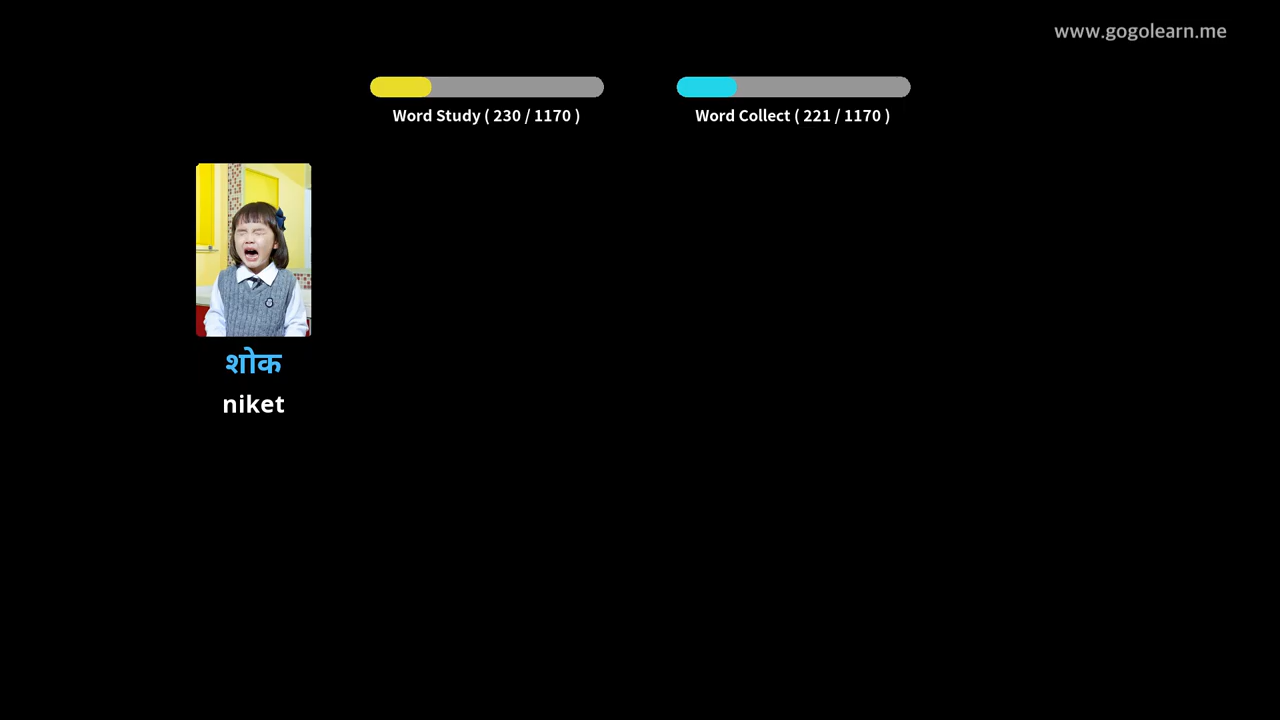 www.gogolearn.me
Word Study ( 230 / 1170 )
Word Collect ( 221 / 1170 )
शोक
niket